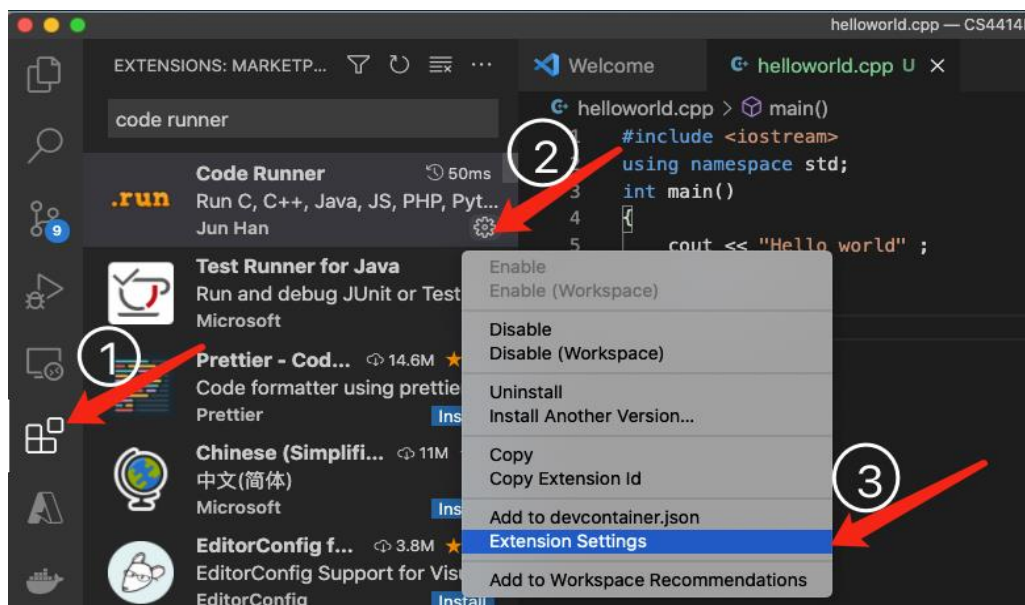 helloworld.cpp — CS4414
EXTENSIONS: MARKETP...
Welcome
helloworld.cpp U
code runner
helloworld.cpp > main()
1 #include <iostream>
using namespace std;
3 int main()
4 {
5 cout << "Hello world" ;
2
.run
Code Runner 50ms
Run C, C++, Java, JS, PHP, Pyt...
Jun Han
9
Test Runner for Java
Run and debug JUnit or Test
Microsoft
1
Prettier - Cod... 14.6M
Code formatter using prettie
Prettier
Chinese (Simplifi... 11M
中文(简体)
Microsoft
EditorConfig f... 3.8M
EditorConfig Support for Vis
EditorConfig Install
Enable
Enable (Workspace)
Disable
Disable (Workspace)
Uninstall
Install Another Version...
Copy
Copy Extension Id
3
Add to devcontainer.json
Extension Settings
Add to Workspace Recommendations